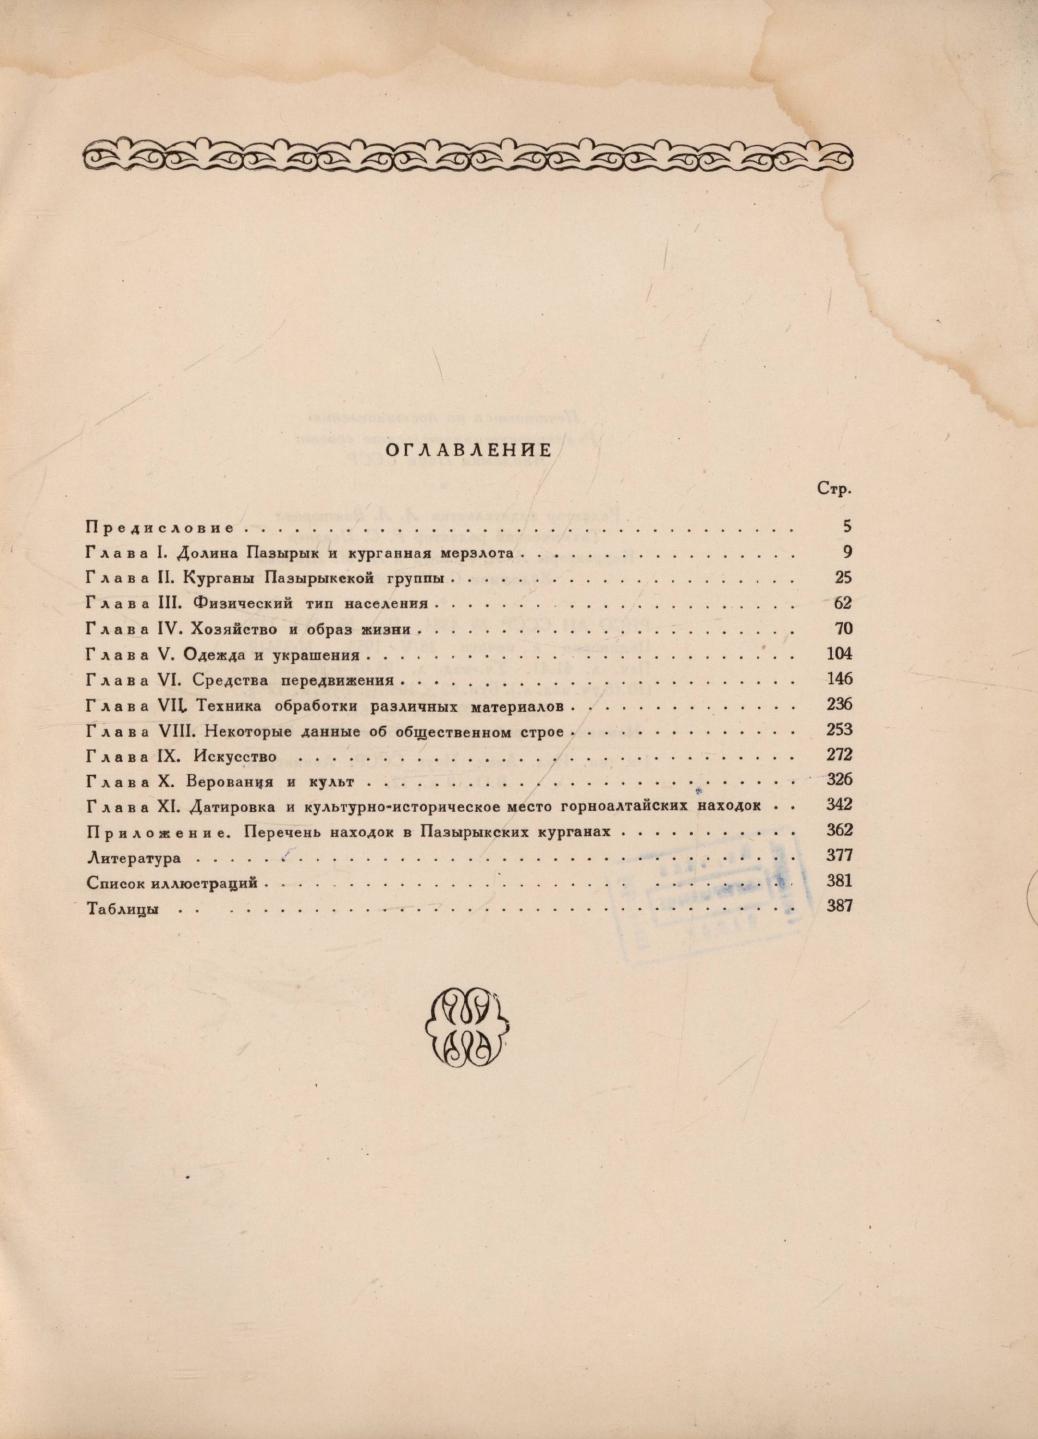 ОГЛАВЛЕНИЕ
Стр.
Предисловие . . . . . . . . . . . . . . . . . . . . . . . . . . . . . . . . 5
Глава I. Долина Пазырык и курганная мерзлота . . . . . . . . . . . . . . . . . 9
Глава II. Курганы Пазырыкской группы . . . . . . . . . . . . . . . . . . . . . 25
Глава III. Физический тип населения . . . . . . . . . . . . . . . . . . . . . . 62
Глава IV. Хозяйство и образ жизни . . . . . . . . . . . . . . . . . . . . . . . 70
Глава V. Одежда и украшения . . . . . . . . . . . . . . . . . . . . . . . . . . 104
Глава VI. Средства передвижения . . . . . . . . . . . . . . . . . . . . . . . . 146
Глава VII. Техника обработки различных материалов . . . . . . . . . . . . . . 236
Глава VIII. Некоторые данные об общественном строе . . . . . . . . . . . . . . 253
Глава IX. Искусство . . . . . . . . . . . . . . . . . . . . . . . . . . . . . . 272
Глава X. Верования и культ . . . . . . . . . . . . . . . . . . . . . . . . . . 326
Глава XI. Датировка и культурно-историческое место горноалтайских находок . . 342
Приложение. Перечень находок в Пазырыкских курганах . . . . . . . . . . . 362
Литература . . . . . . . . . . . . . . . . . . . . . . . . . . . . . . . . . . . 377
Список иллюстраций . . . . . . . . . . . . . . . . . . . . . . . . . . . . . . . 381
Таблицы . . . . . . . . . . . . . . . . . . . . . . . . . . . . . . . . . . . . 387